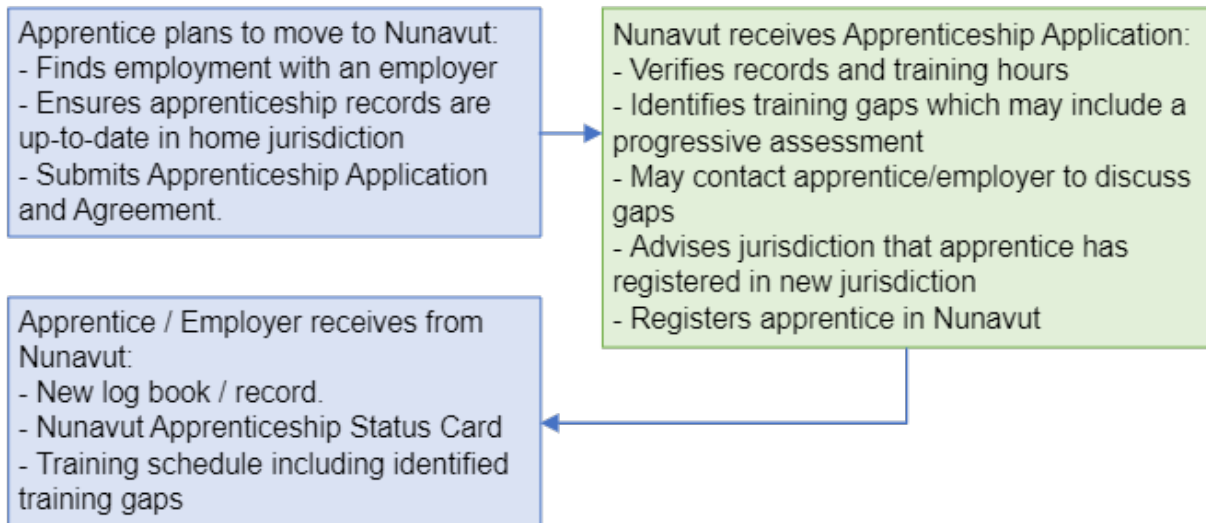 Apprentice plans to move to Nunavut:
- Finds employment with an employer
- Ensures apprenticeship records are
up-to-date in home jurisdiction
- Submits Apprenticeship Application
and Agreement.
Nunavut receives Apprenticeship Application:
- Verifies records and training hours
- Identifies training gaps which may include a
progressive assessment
- May contact apprentice/employer to discuss
gaps
- Advises jurisdiction that apprentice has
registered in new jurisdiction
- Registers apprentice in Nunavut
Apprentice / Employer receives from
Nunavut:
- New log book / record.
- Nunavut Apprenticeship Status Card
- Training schedule including identified
training gaps